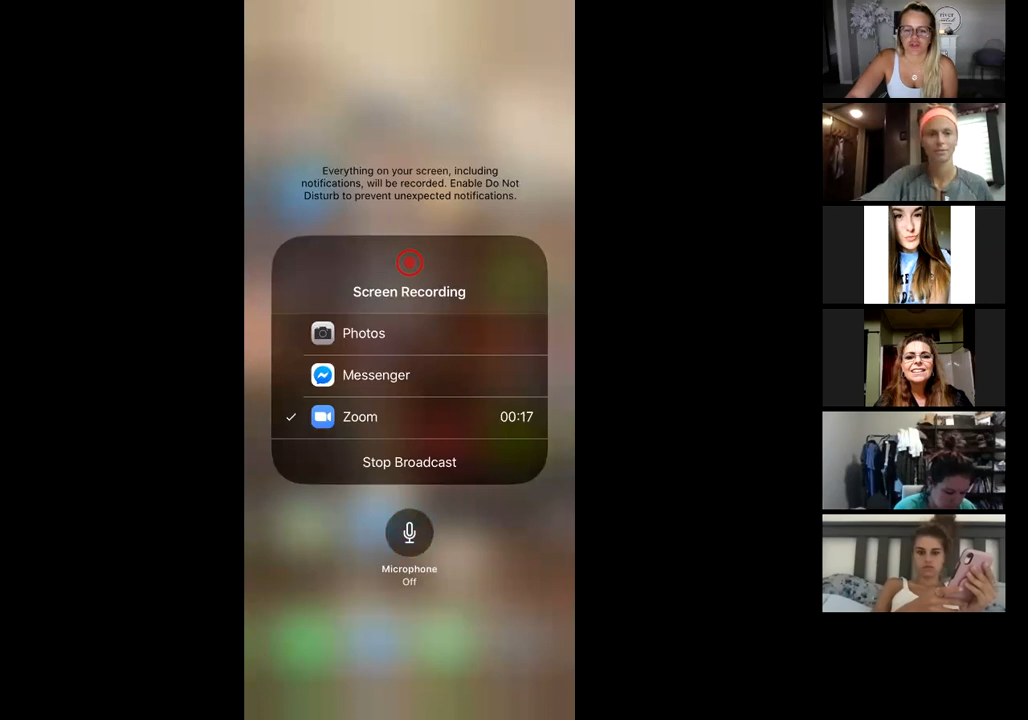 Everything on your screen, including
notifications, will be recorded. Enable Do Not
Disturb to prevent unexpected notifications.
Screen Recording
Photos
Messenger
Zoom 00:17
Stop Broadcast
Microphone
Off